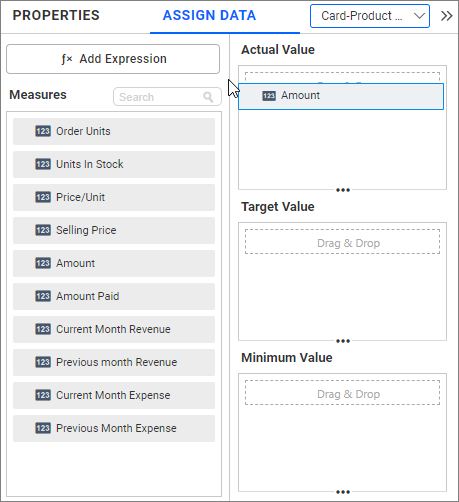 PROPERTIES
ASSIGN DATA
Card-Product ...
ƒx Add Expression
Measures
Search
123 Order Units
123 Units In Stock
123 Price/Unit
123 Selling Price
123 Amount
123 Amount Paid
123 Current Month Revenue
123 Previous month Revenue
123 Current Month Expense
123 Previous Month Expense
Actual Value
123 Amount
Target Value
Drag & Drop
Minimum Value
Drag & Drop